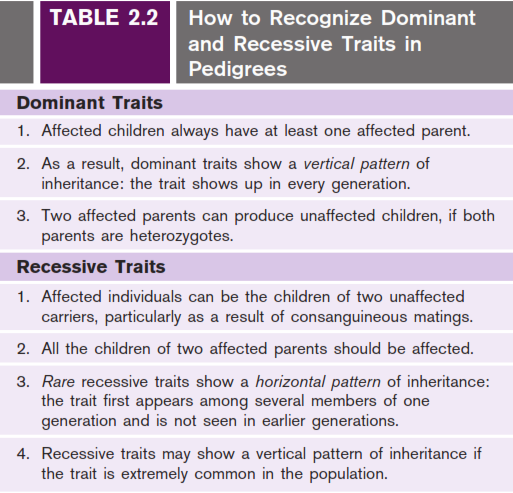 TABLE 2.2
How to Recognize Dominant
and Recessive Traits in
Pedigrees
Dominant Traits
1. Affected children always have at least one affected parent.
2. As a result, dominant traits show a vertical pattern of
inheritance: the trait shows up in every generation.
3. Two affected parents can produce unaffected children, if both
parents are heterozygotes.
Recessive Traits
1. Affected individuals can be the children of two unaffected
carriers, particularly as a result of consanguineous matings.
2. All the children of two affected parents should be affected.
3. Rare recessive traits show a horizontal pattern of inheritance:
the trait first appears among several members of one
generation and is not seen in earlier generations.
4. Recessive traits may show a vertical pattern of inheritance if
the trait is extremely common in the population.